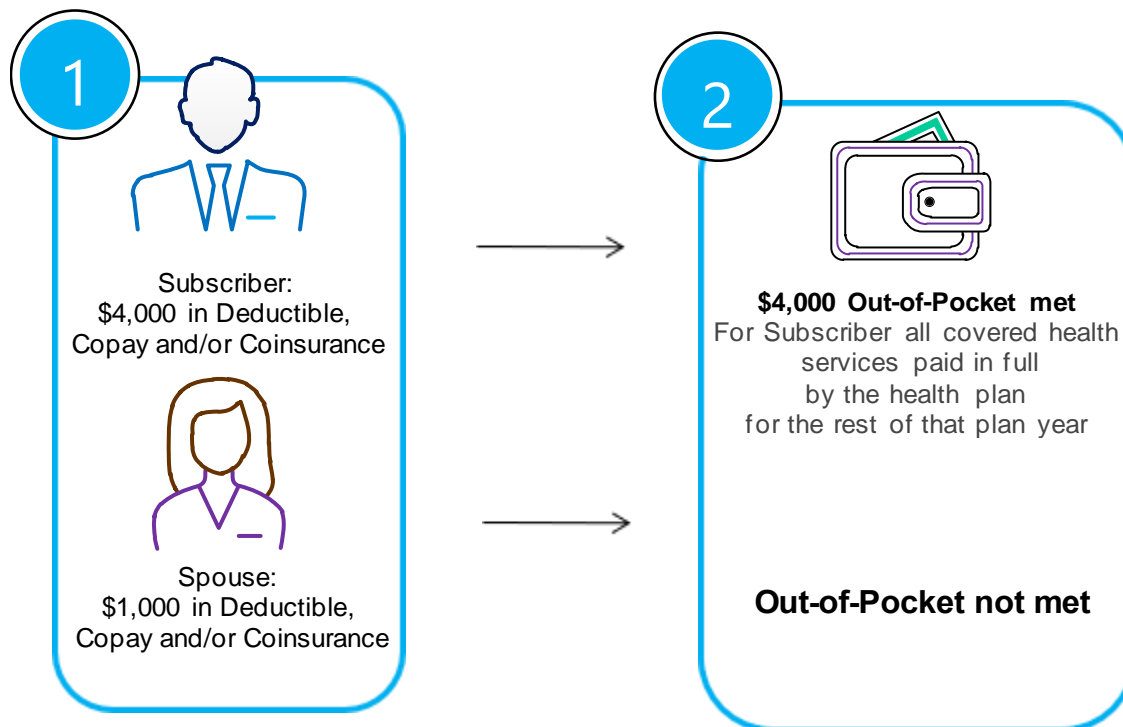 1
Subscriber:
$4,000 in Deductible,
Copay and/or Coinsurance
Spouse:
$1,000 in Deductible,
Copay and/or Coinsurance
2
$4,000 Out-of-Pocket met
For Subscriber all covered health
services paid in full
by the health plan
for the rest of that plan year
Out-of-Pocket not met